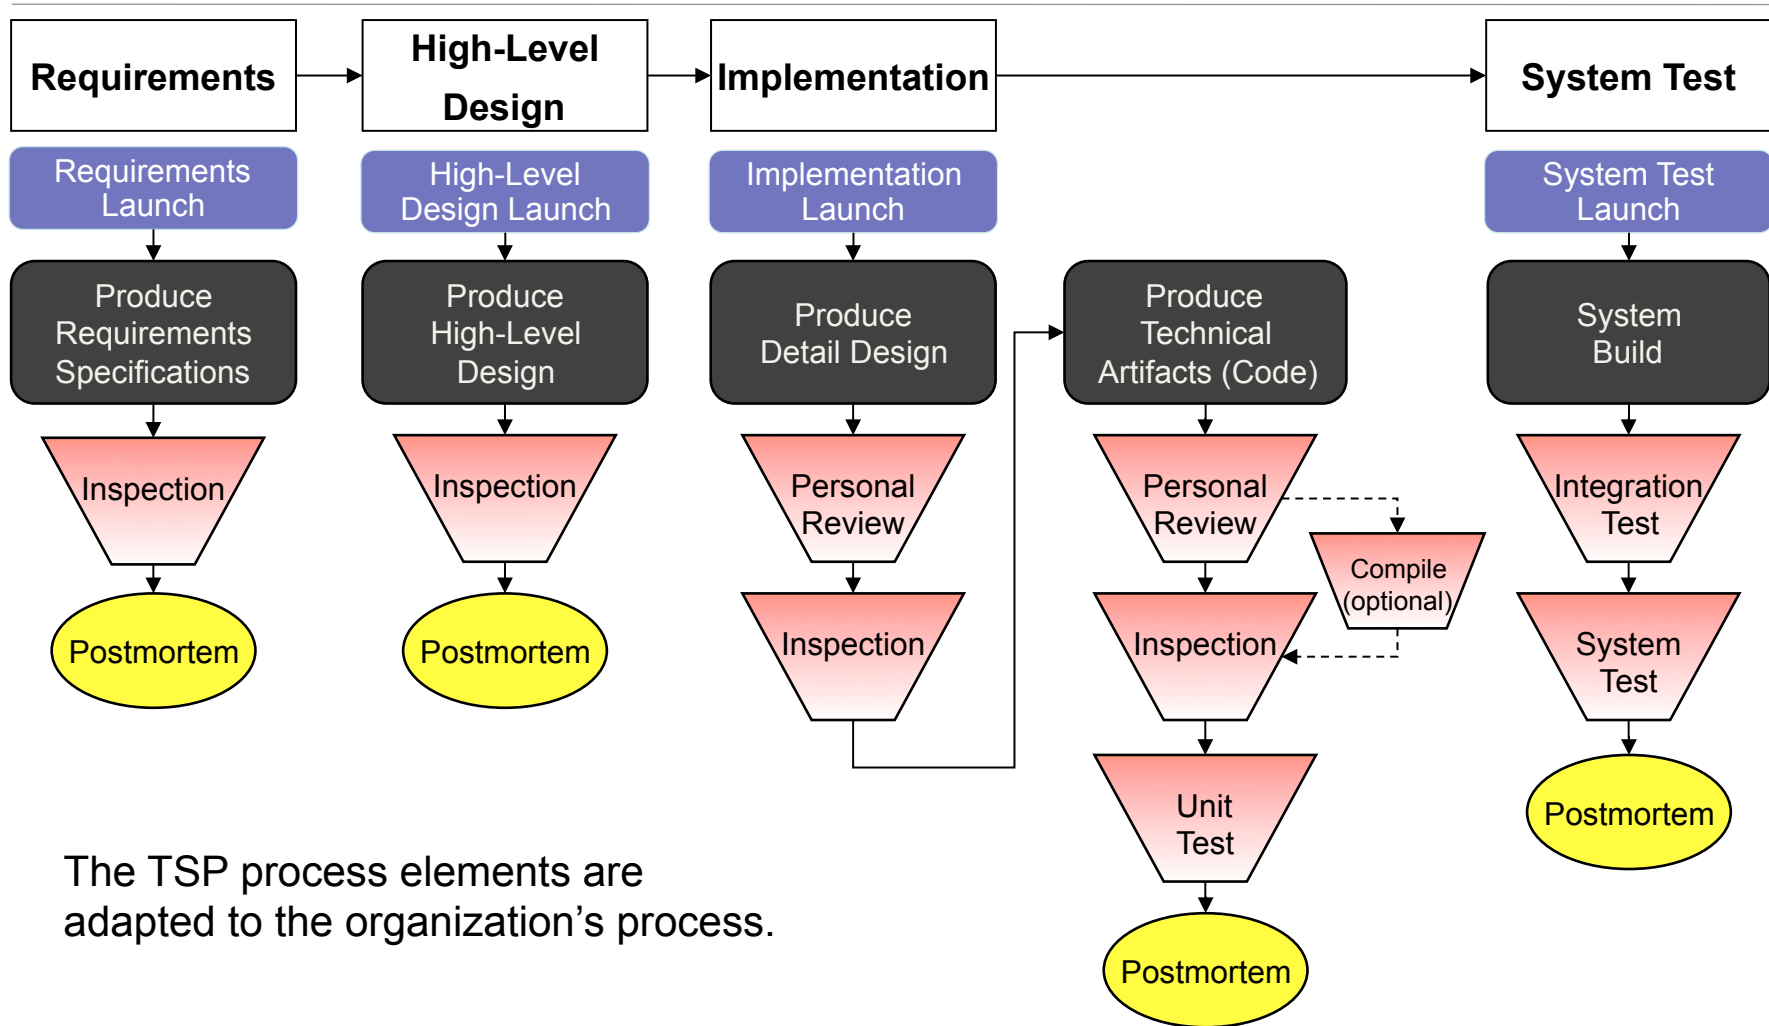 Requirements
High-Level
Design
Implementation
System Test
Requirements
Launch
High-Level
Design Launch
Implementation
Launch
System Test
Launch
Produce
Requirements
Specifications
Produce
High-Level
Design
Produce
Detail Design
Produce
Technical
Artifacts (Code)
System
Build
Inspection
Inspection
Personal
Review
Personal
Review
Compile
(optional)
Integration
Test
Postmortem
Postmortem
Inspection
Inspection
System
Test
Unit
Test
Postmortem
Postmortem
The TSP process elements are
adapted to the organization’s process.